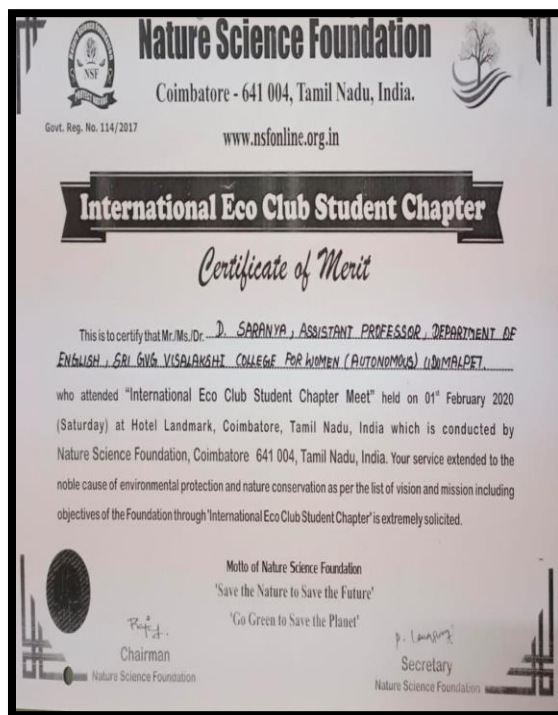 Nature Science Foundation
NSF
Coimbatore - 641 004, Tamil Nadu, India.
Govt. Reg. No. 114/2017
www.nsfonline.org.in
International Eco Club Student Chapter
Certificate of Merit
This is to certify that Mr./Ms./Dr. D. SARANYA, ASSISTANT PROFESSOR, DEPARTMENT OF
ENGLISH, SRI GVG VISALAKSHI COLLEGE FOR WOMEN (AUTONOMOUS) UDUMALPET.
who attended "International Eco Club Student Chapter Meet" held on 01st February 2020
(Saturday) at Hotel Landmark, Coimbatore, Tamil Nadu, India which is conducted by
Nature Science Foundation, Coimbatore 641 004, Tamil Nadu, India. Your service extended to the
noble cause of environmental protection and nature conservation as per the list of vision and mission including
objectives of the Foundation through 'International Eco Club Student Chapter' is extremely solicited.
Motto of Nature Science Foundation
'Save the Nature to Save the Future'
'Go Green to Save the Planet'
Chairman
Nature Science Foundation
Secretary
Nature Science Foundation